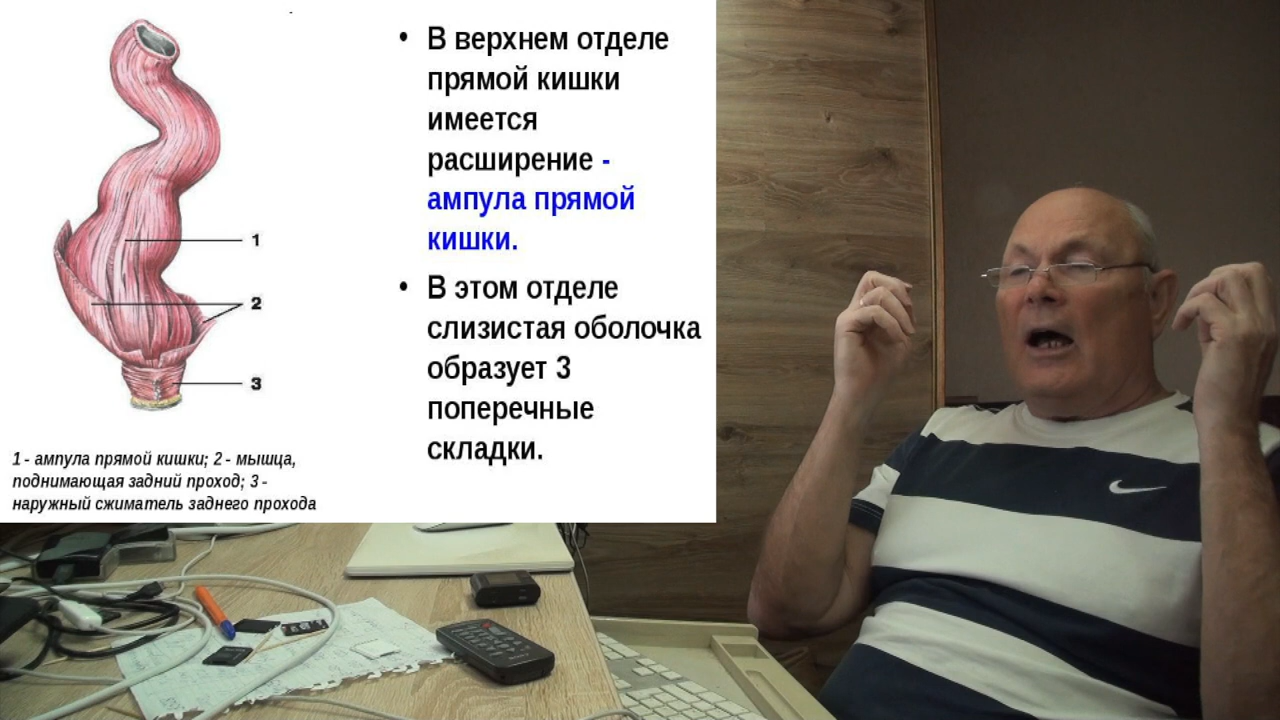 • В верхнем отделе
прямой кишки
имеется
расширение -
ампула прямой
кишки.
• В этом отделе
слизистая оболочка
образует 3
поперечные
складки.
1
2
3
1 - ампула прямой кишки; 2 - мышца,
поднимающая задний проход; 3 -
наружный сжиматель заднего прохода